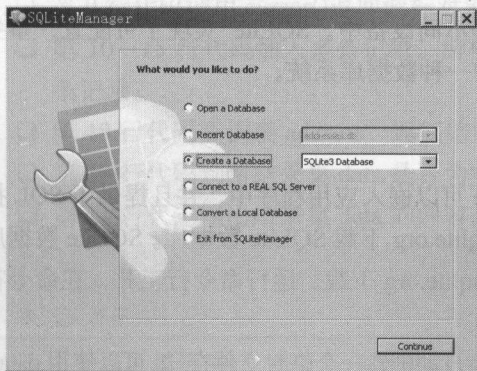 SQLiteManager
What would you like to do?
Open a Database
Recent Database
Create a Database
SQLite3 Database
Connect to a REAL SQL Server
Convert a Local Database
Exit from SQLiteManager
Continue